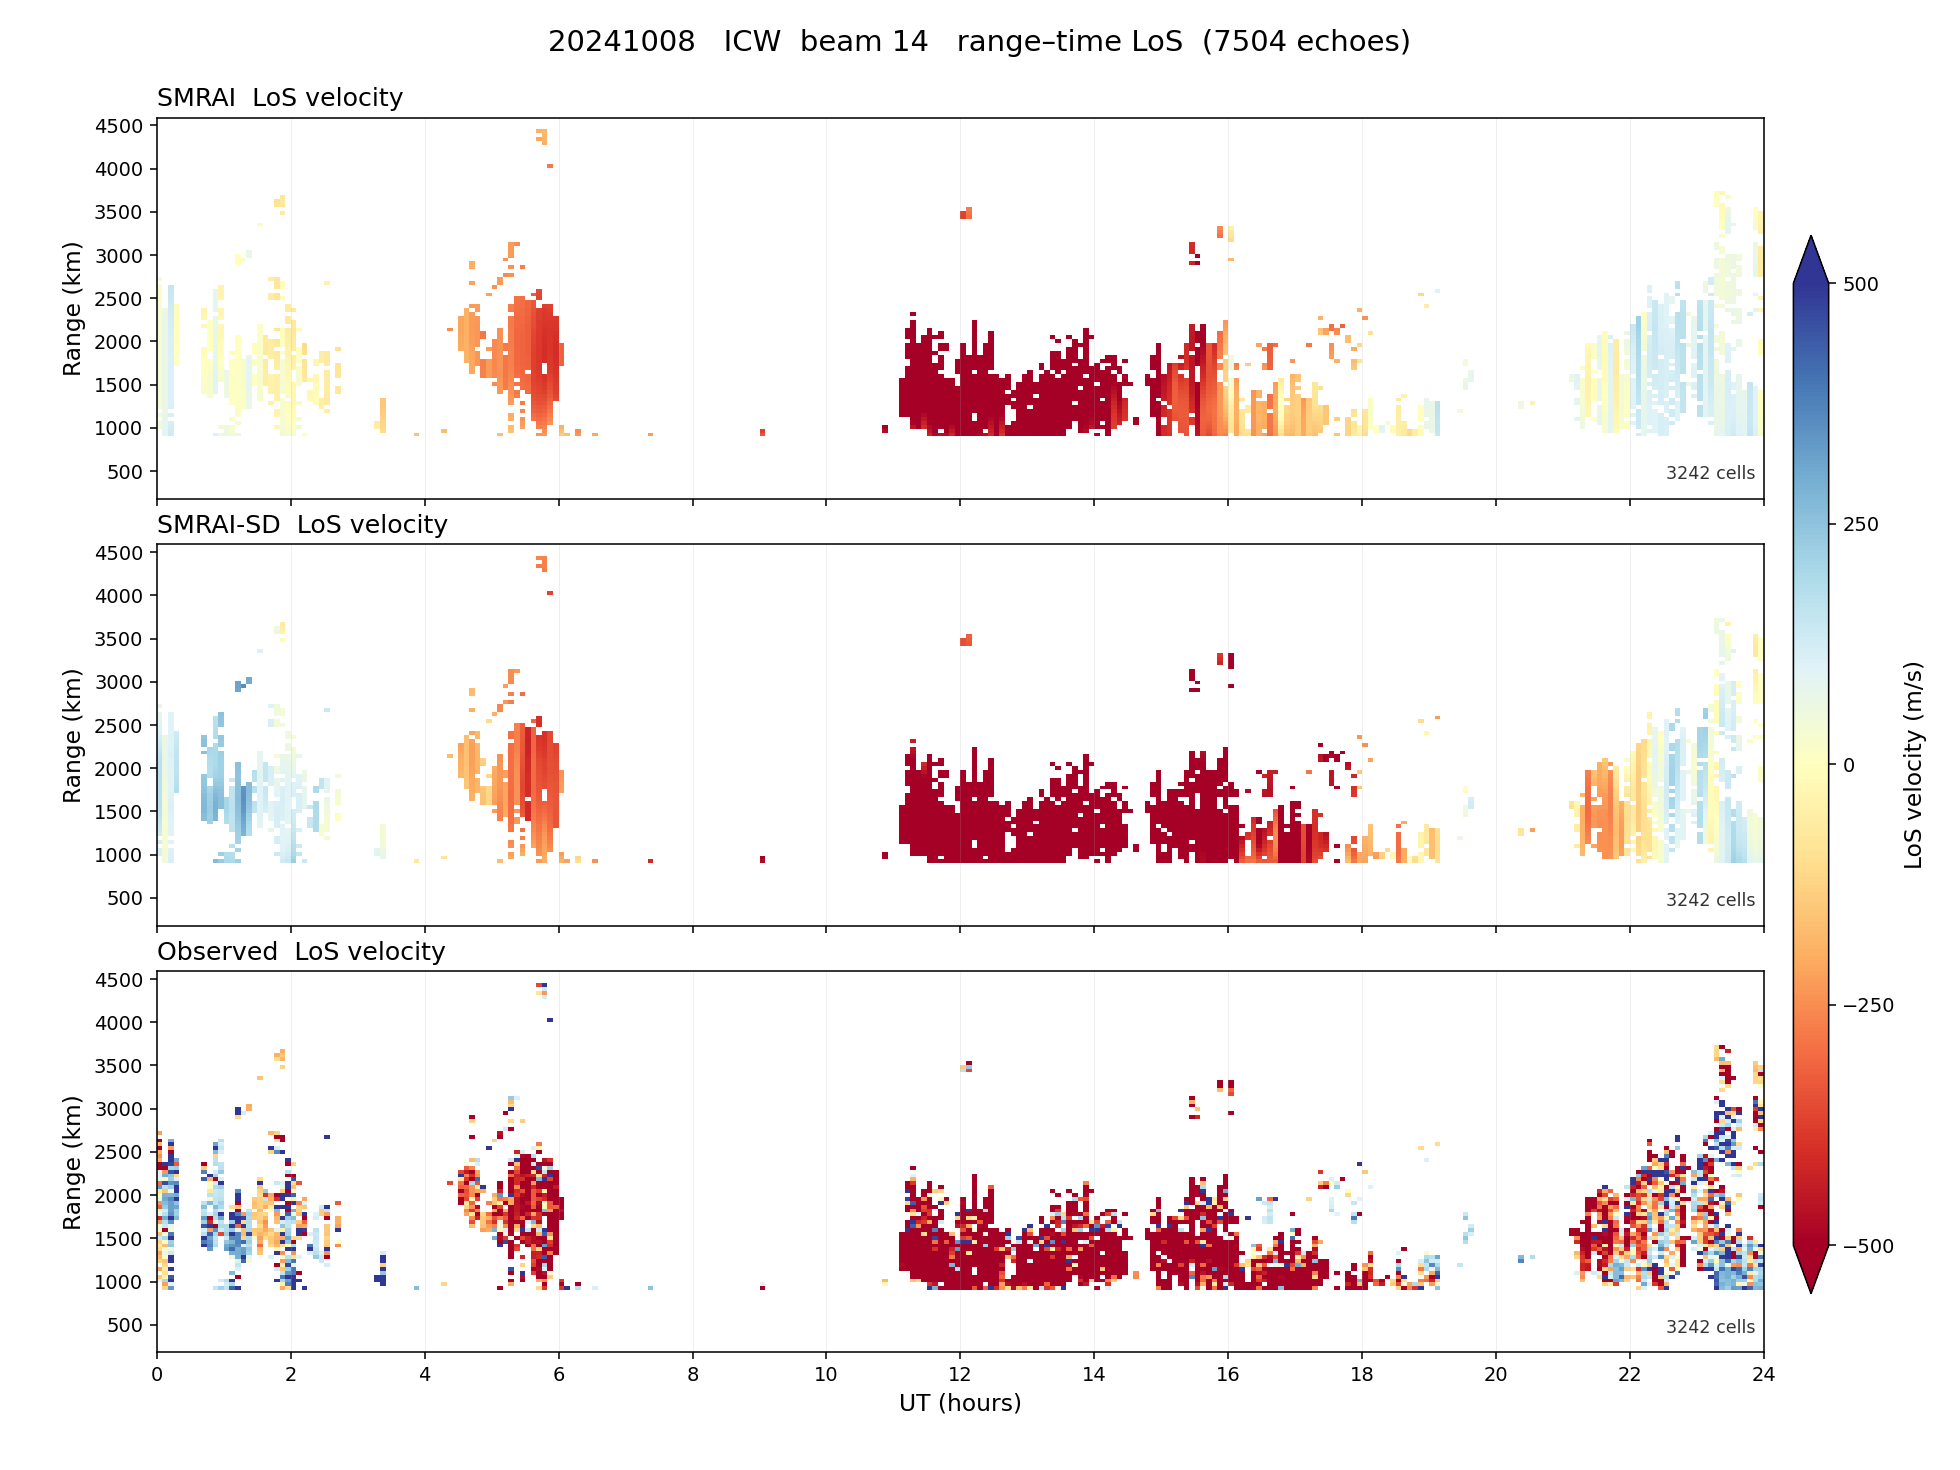 20241008   ICW  beam 14   range–time LoS  (7504 echoes)
SMRAI  LoS velocity
4500
4000
3500
3000
2500
2000
1500
1000
500
Range (km)
3242 cells
SMRAI-SD  LoS velocity
4500
4000
3500
3000
2500
2000
1500
1000
500
Range (km)
3242 cells
Observed  LoS velocity
4500
4000
3500
3000
2500
2000
1500
1000
500
Range (km)
3242 cells
0 2 4 6 8 10 12 14 16 18 20 22 24
UT (hours)
500
250
0
−250
−500
LoS velocity (m/s)